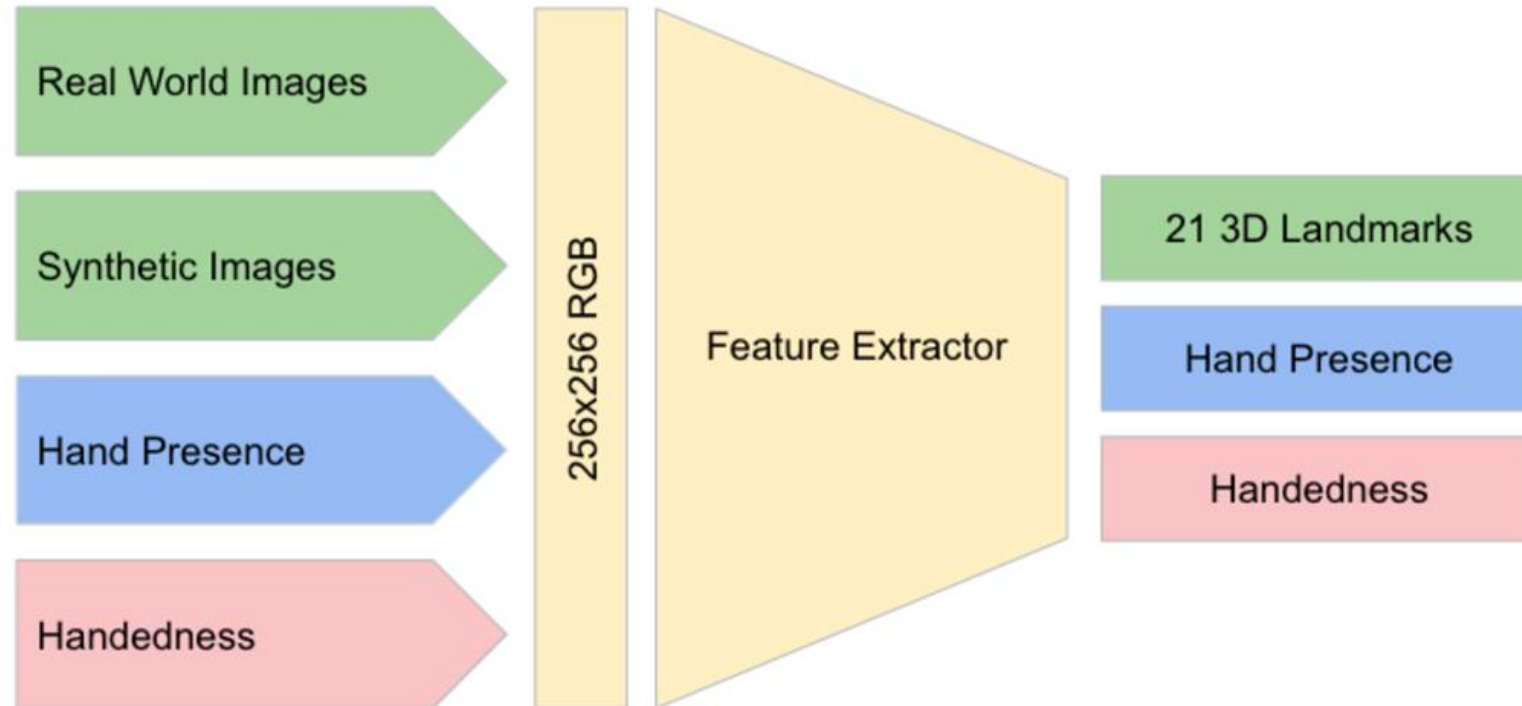 Real World Images
Synthetic Images
Hand Presence
Handedness
256x256 RGB
Feature Extractor
21 3D Landmarks
Hand Presence
Handedness